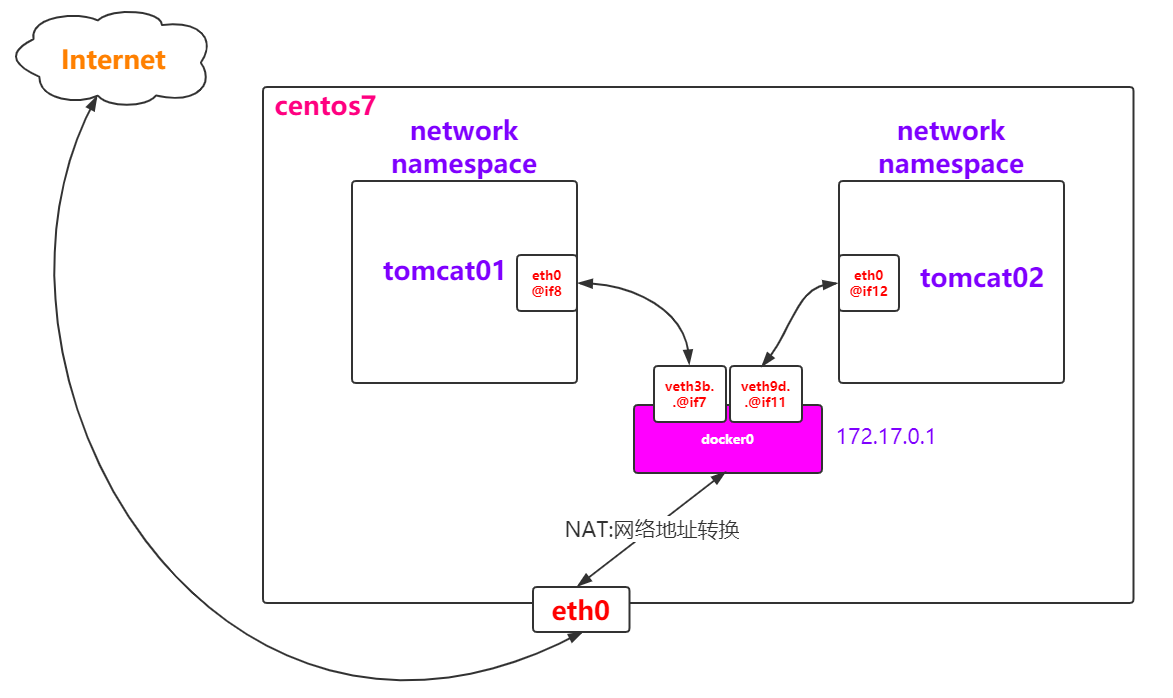 Internet
centos7
network
namespace
network
namespace
tomcat01
eth0
@if8
eth0
@if12
tomcat02
veth3b.
.@if7
veth9d.
.@if11
docker0
172.17.0.1
NAT:网络地址转换
eth0